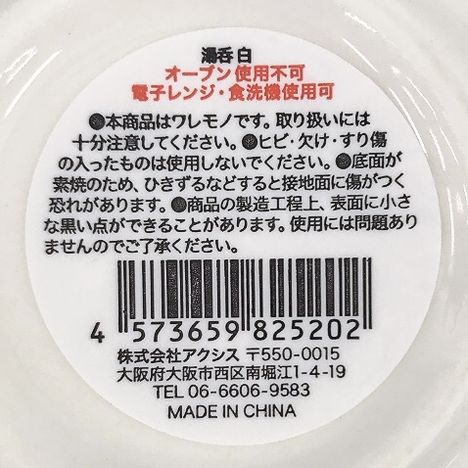 湯呑 白
オーブン使用不可
電子レンジ・食洗機使用可
●本商品はワレモノです。取り扱いには
十分注意してください。●ヒビ・欠け・すり傷
の入ったものは使用しないでください。●底面が
素焼のため、ひきずるなどすると接地面に傷がつく
恐れがあります。●商品の製造工程上、表面に小さ
な黒い点ができることがあります。使用には問題あり
ませんのでご了承ください。
4 573659 825202
株式会社アクシス 〒550-0015
大阪府大阪市西区南堀江1-4-19
TEL 06-6606-9583
MADE IN CHINA